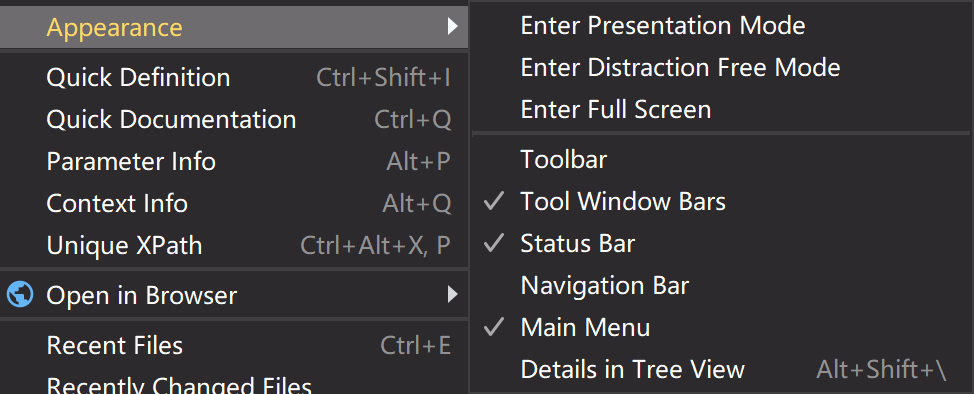 Appearance
Quick Definition Ctrl+Shift+I
Quick Documentation Ctrl+Q
Parameter Info Alt+P
Context Info Alt+Q
Unique XPath Ctrl+Alt+X, P
Open in Browser
Recent Files Ctrl+E
Recently Changed Files
Enter Presentation Mode
Enter Distraction Free Mode
Enter Full Screen
Toolbar
Tool Window Bars
Status Bar
Navigation Bar
Main Menu
Details in Tree View Alt+Shift+\